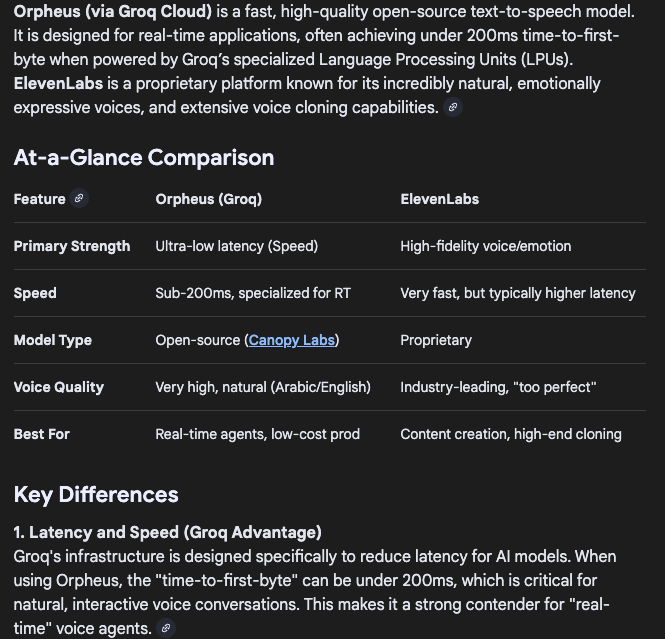 Orpheus (via Groq Cloud) is a fast, high-quality open-source text-to-speech model.
It is designed for real-time applications, often achieving under 200ms time-to-first-
byte when powered by Groq’s specialized Language Processing Units (LPUs).
ElevenLabs is a proprietary platform known for its incredibly natural, emotionally
expressive voices, and extensive voice cloning capabilities.
At-a-Glance Comparison
Feature Orpheus (Groq) ElevenLabs
Primary Strength Ultra-low latency (Speed) High-fidelity voice/emotion
Speed Sub-200ms, specialized for RT Very fast, but typically higher latency
Model Type Open-source (Canopy Labs) Proprietary
Voice Quality Very high, natural (Arabic/English) Industry-leading, "too perfect"
Best For Real-time agents, low-cost prod Content creation, high-end cloning
Key Differences
1. Latency and Speed (Groq Advantage)
Groq's infrastructure is designed specifically to reduce latency for AI models. When
using Orpheus, the "time-to-first-byte" can be under 200ms, which is critical for
natural, interactive voice conversations. This makes it a strong contender for "real-
time" voice agents.